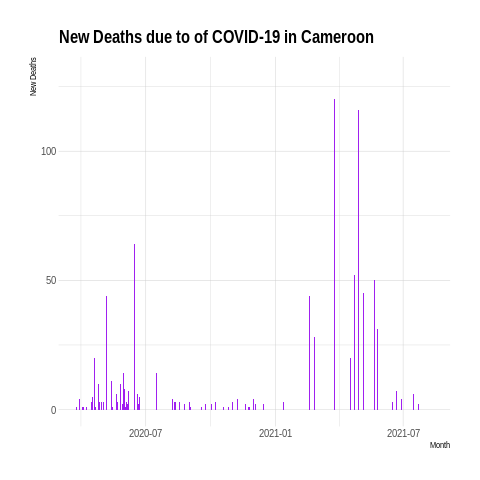 New Deaths due to of COVID-19 in Cameroon
New Deaths
100
50
0
2020-07
2021-01
2021-07
Month